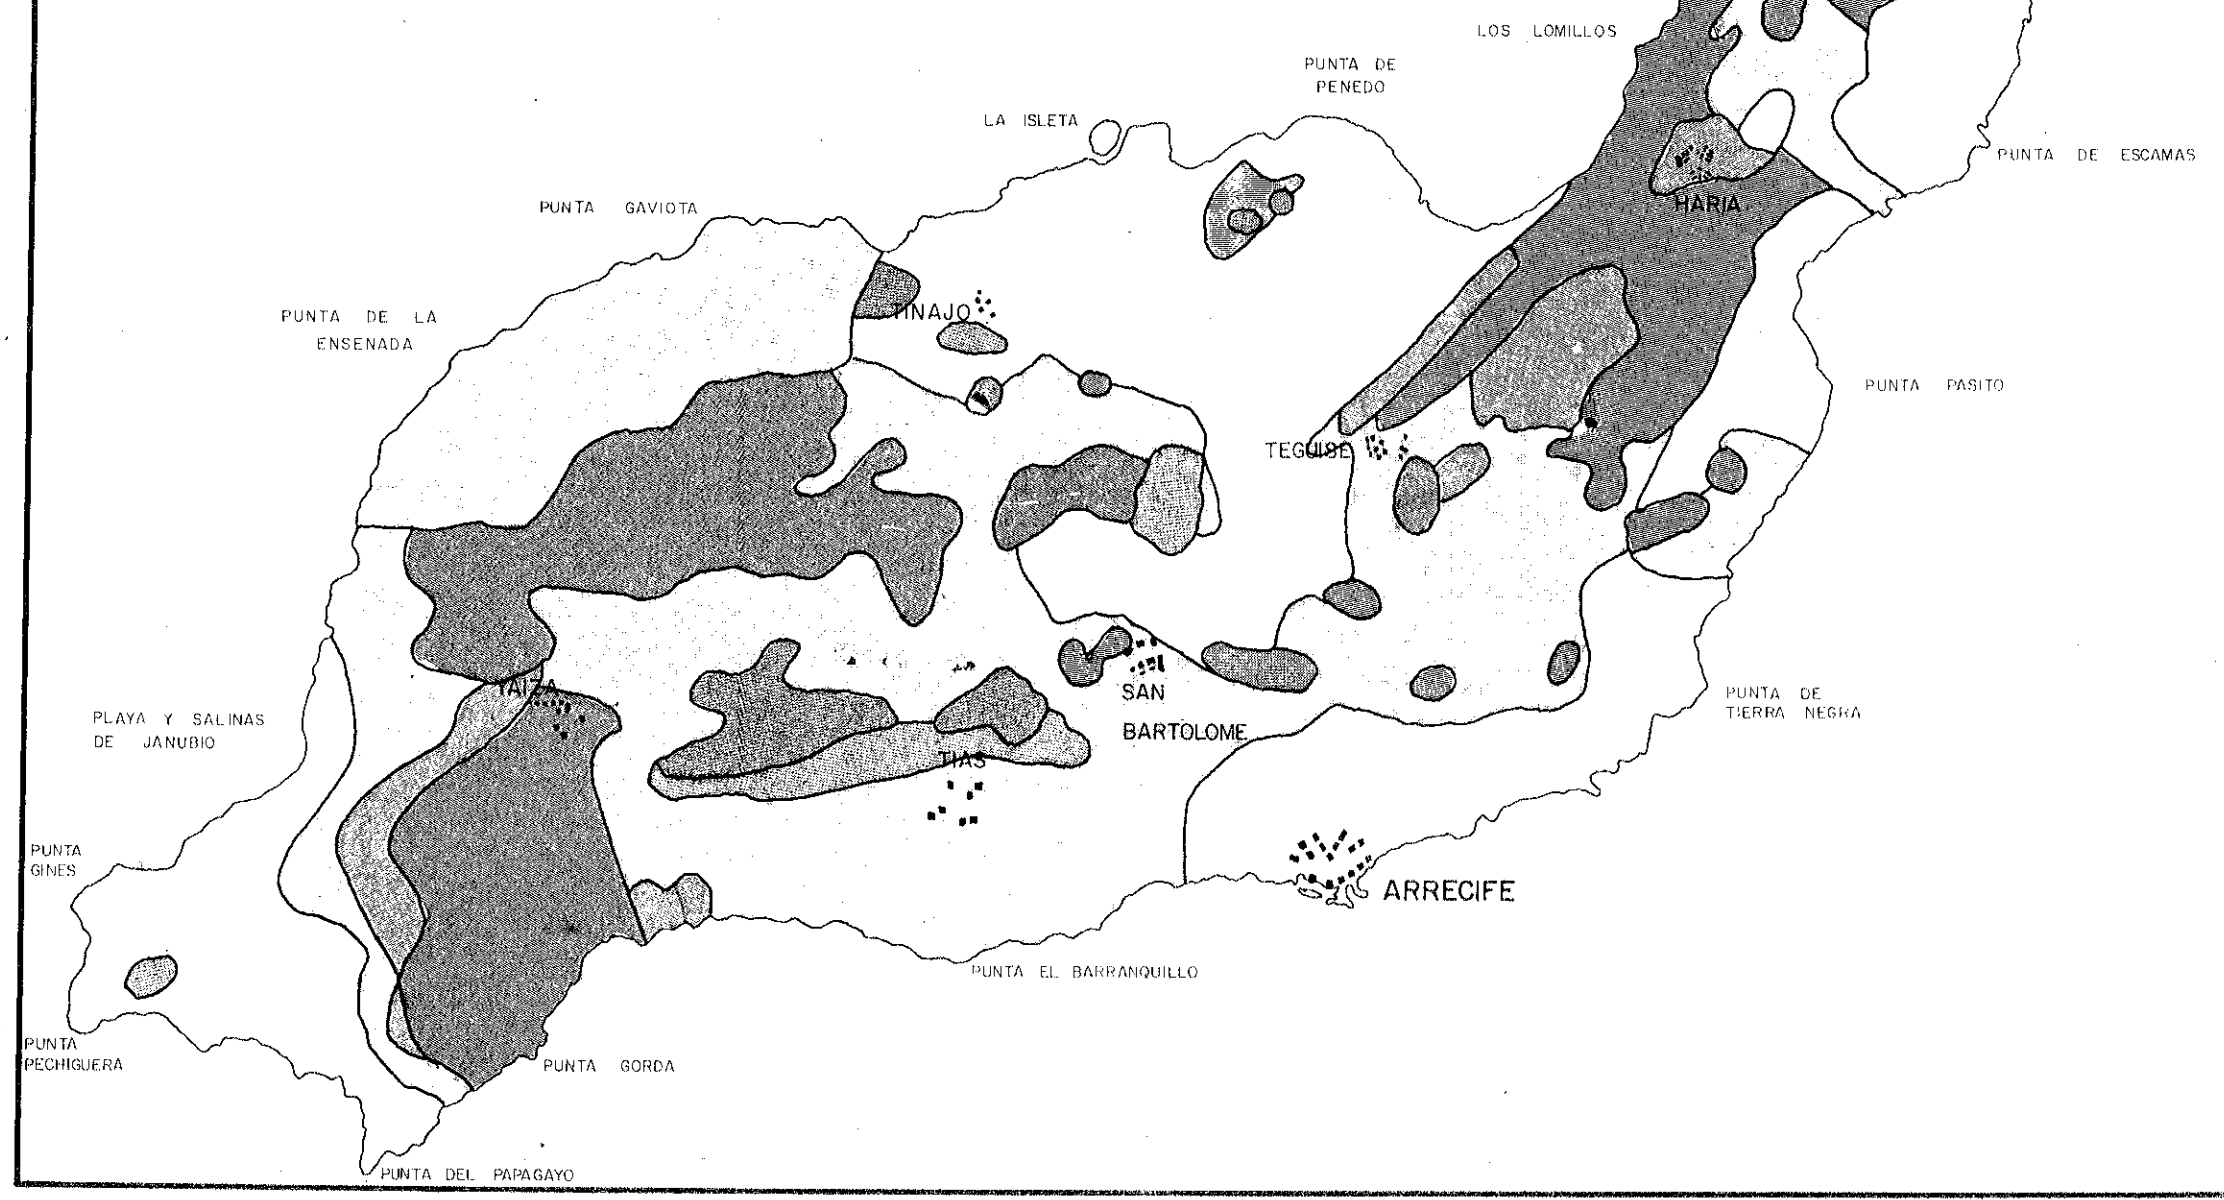 LOS LOMILLOS
PUNTA DE
PENEDO
LA ISLETA
PUNTA DE ESCAMAS
HARIA
PUNTA GAVIOTA
TINAJO
PUNTA DE LA
ENSENADA
PUNTA PASITO
TEGUISE
YAIZA
SAN
BARTOLOME
PUNTA DE
TIERRA NEGRA
PLAYA Y SALINAS
DE JANUBIO
TIAS
PUNTA
GINES
ARRECIFE
PUNTA EL BARRANQUILLO
PUNTA
PECHIGUERA
PUNTA GORDA
PUNTA DEL PAPAGAYO